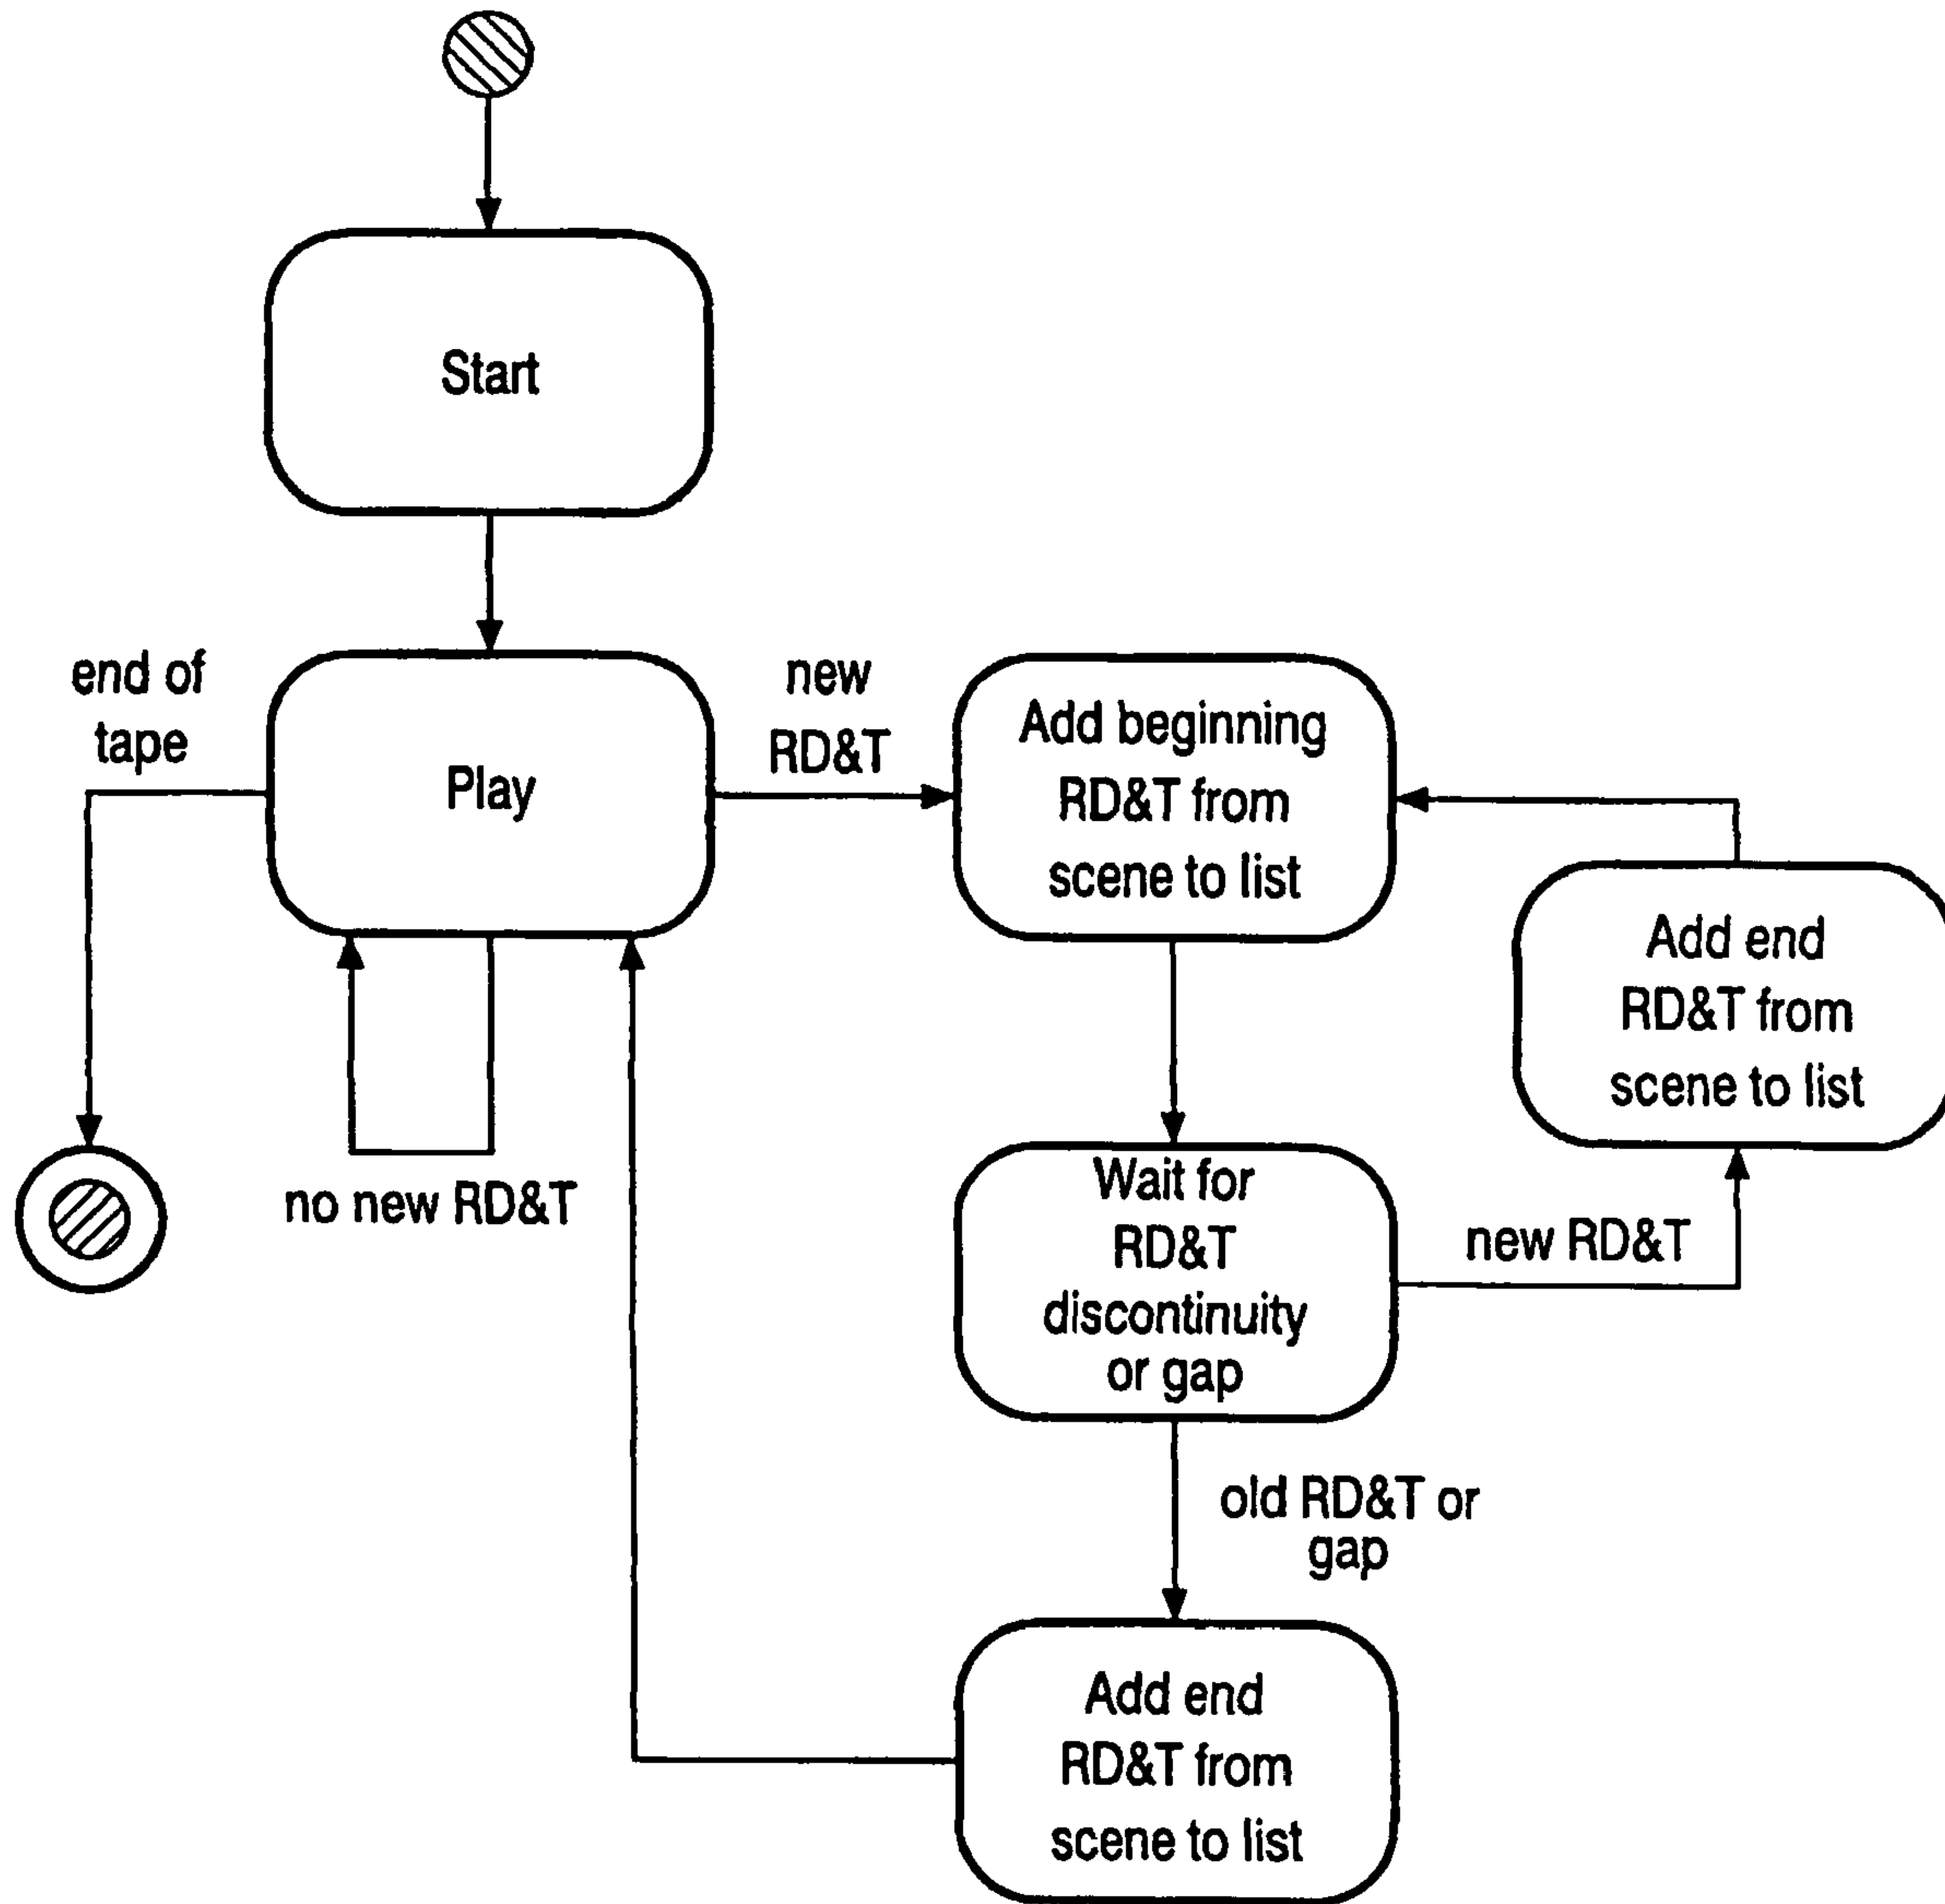 Start
end of
tape
Play
new
RD&T
Add beginning
RD&T from
scene to list
Add end
RD&T from
scene to list
no new RD&T
Wait for
RD&T
discontinuity
or gap
new RD&T
old RD&T or
gap
Add end
RD&T from
scene to list